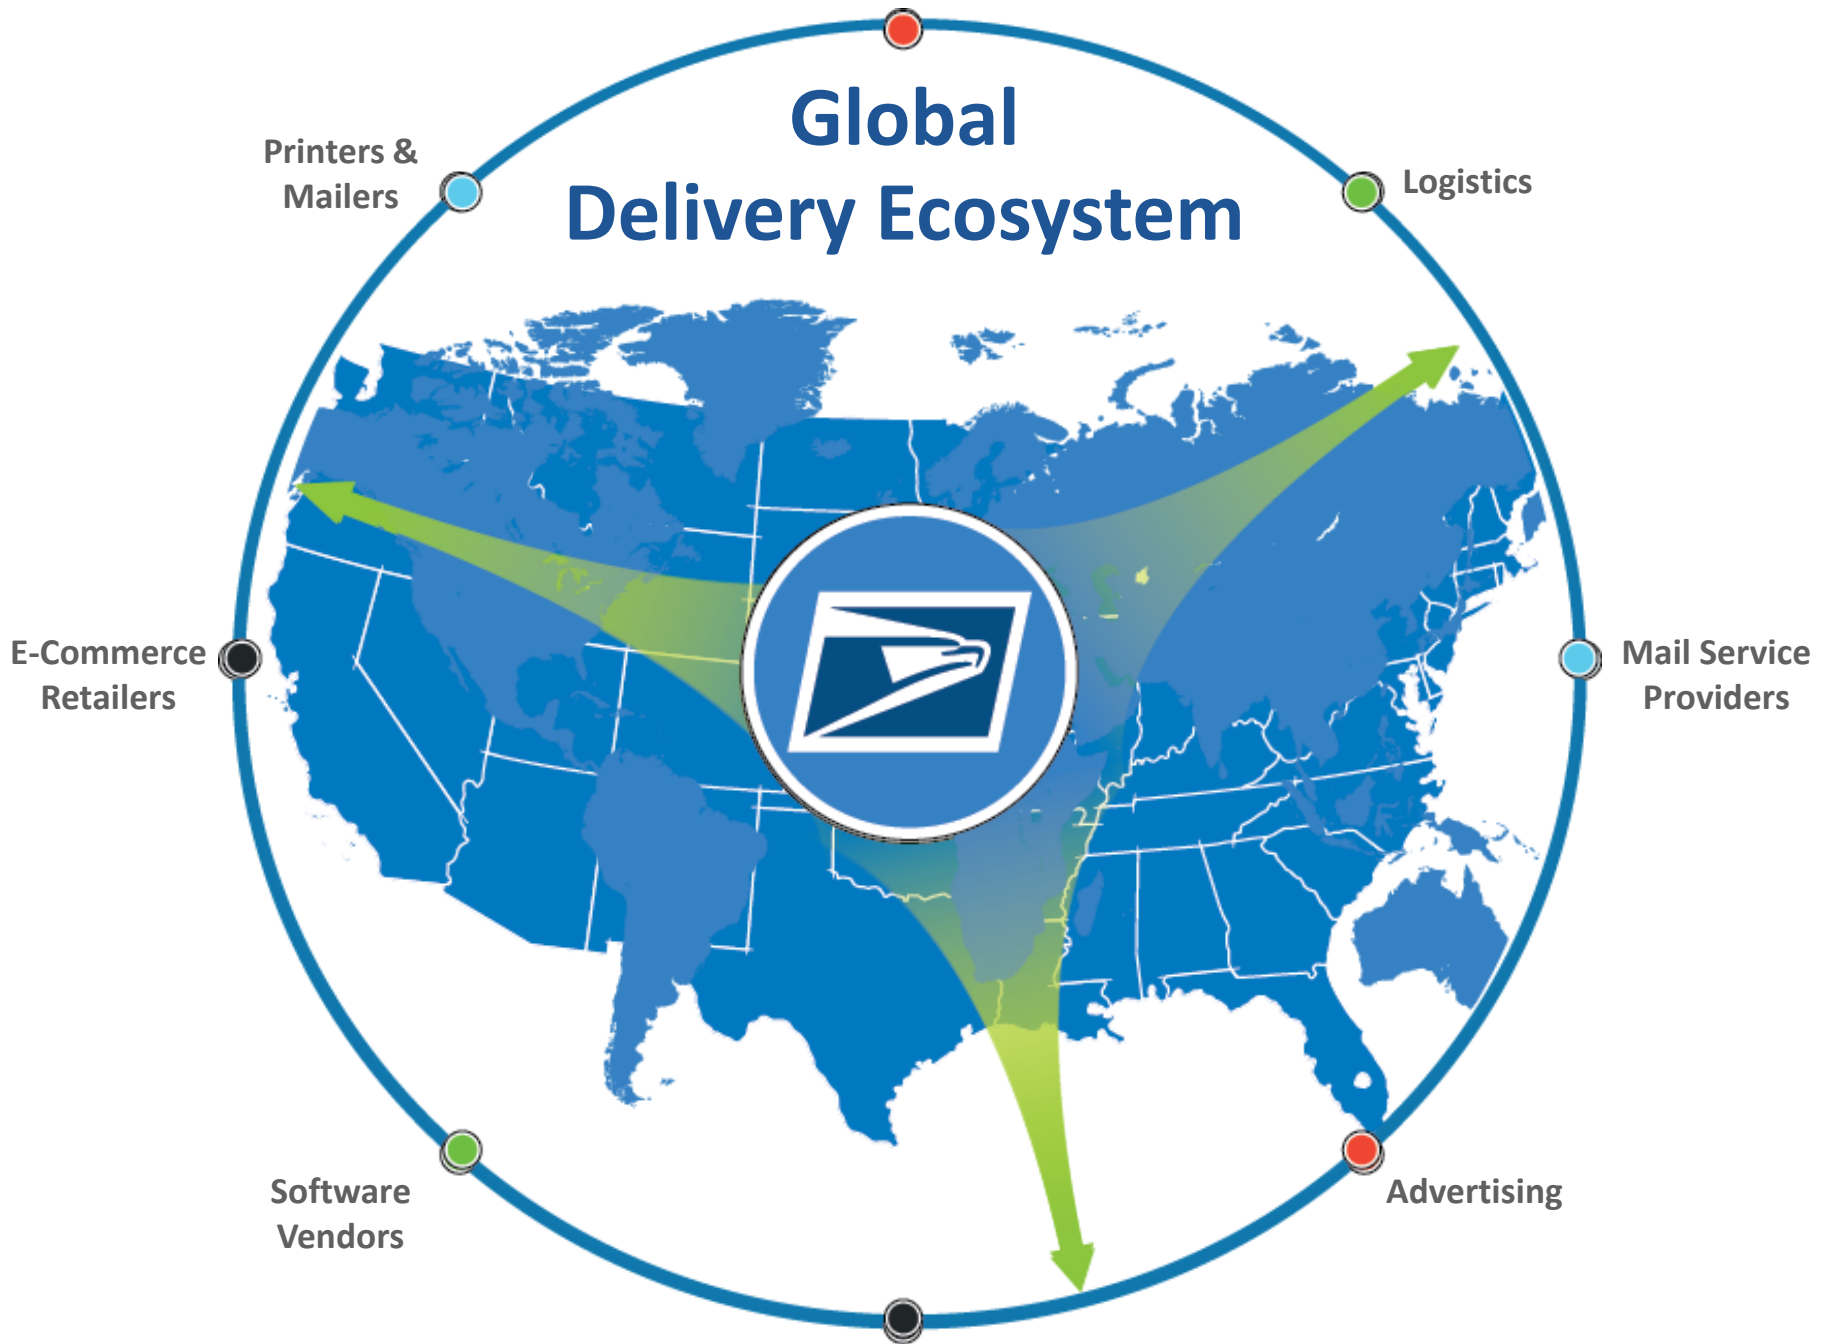 Global
Delivery Ecosystem
Printers &
Mailers
Logistics
E-Commerce
Retailers
Mail Service
Providers
Software
Vendors
Advertising